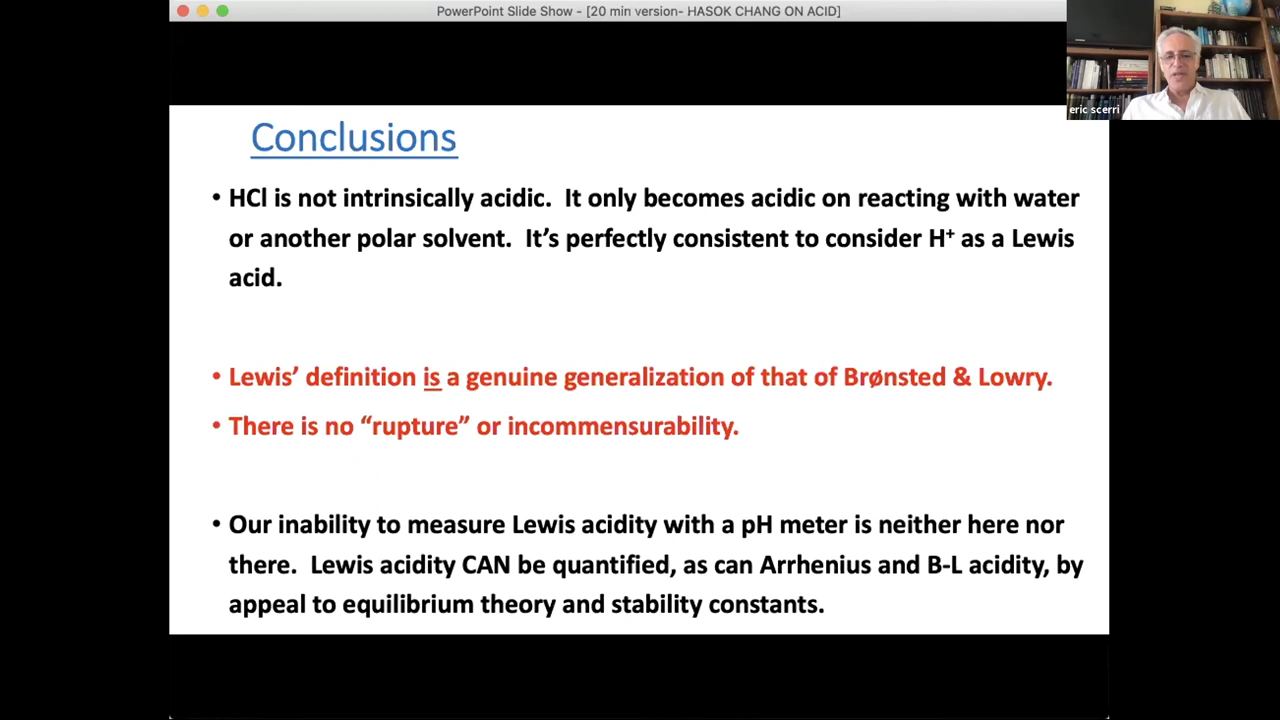 PowerPoint Slide Show - [20 min version- HASOK CHANG ON ACID]
eric scerri
Conclusions
• HCl is not intrinsically acidic.  It only becomes acidic on reacting with water
or another polar solvent.  It’s perfectly consistent to consider H⁺ as a Lewis
acid.
• Lewis’ definition is a genuine generalization of that of Brønsted & Lowry.
• There is no “rupture” or incommensurability.
• Our inability to measure Lewis acidity with a pH meter is neither here nor
there.  Lewis acidity CAN be quantified, as can Arrhenius and B-L acidity, by
appeal to equilibrium theory and stability constants.